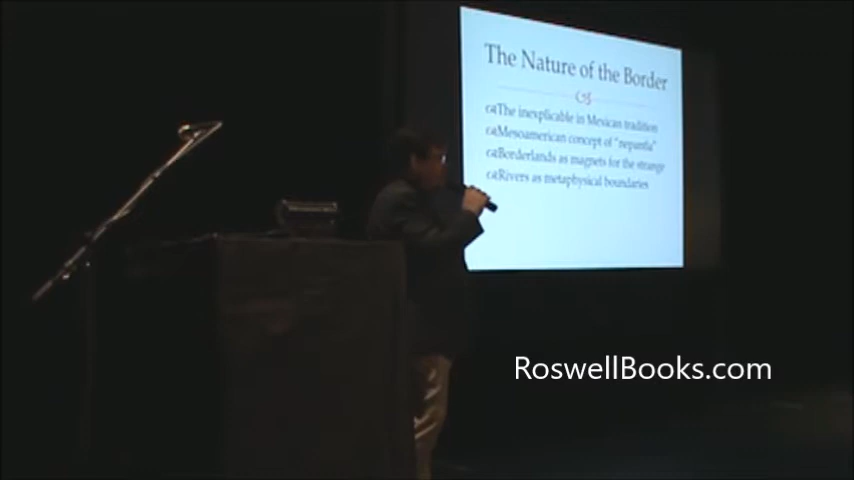 The Nature of the Border
The inexplicable in Mexican tradition
Mesoamerican concept of "nepantla"
Borderlands as magnets for the strange
Rivers as metaphysical boundaries
RoswellBooks.com